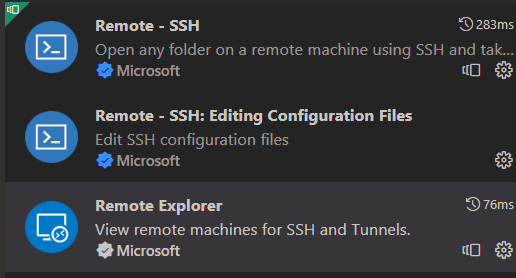 Remote - SSH
283ms
Open any folder on a remote machine using SSH and tak...
Microsoft
Remote - SSH: Editing Configuration Files
Edit SSH configuration files
Microsoft
Remote Explorer
76ms
View remote machines for SSH and Tunnels.
Microsoft